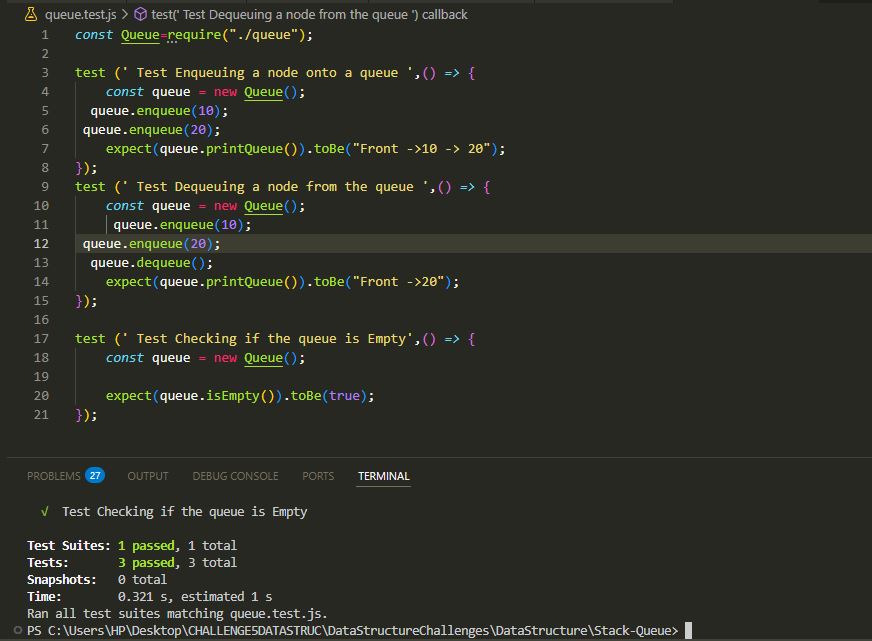 queue.test.js > test(' Test Dequeuing a node from the queue ') callback
1 const Queue=require("./queue");
2
3 test (' Test Enqueuing a node onto a queue ',() => {
4 const queue = new Queue();
5 queue.enqueue(10);
6 queue.enqueue(20);
7 expect(queue.printQueue()).toBe("Front ->10 -> 20");
8 });
9 test (' Test Dequeuing a node from the queue ',() => {
10 const queue = new Queue();
11 queue.enqueue(10);
12 queue.enqueue(20);
13 queue.dequeue();
14 expect(queue.printQueue()).toBe("Front ->20");
15 });
16
17 test (' Test Checking if the queue is Empty',() => {
18 const queue = new Queue();
19
20 expect(queue.isEmpty()).toBe(true);
21 });
PROBLEMS 27 OUTPUT DEBUG CONSOLE PORTS TERMINAL
√ Test Checking if the queue is Empty
Test Suites: 1 passed, 1 total
Tests: 3 passed, 3 total
Snapshots: 0 total
Time: 0.321 s, estimated 1 s
Ran all test suites matching queue.test.js.
PS C:\Users\HP\Desktop\CHALLENGE5DATASTRUC\DataStructureChallenges\DataStructure\Stack-Queue>